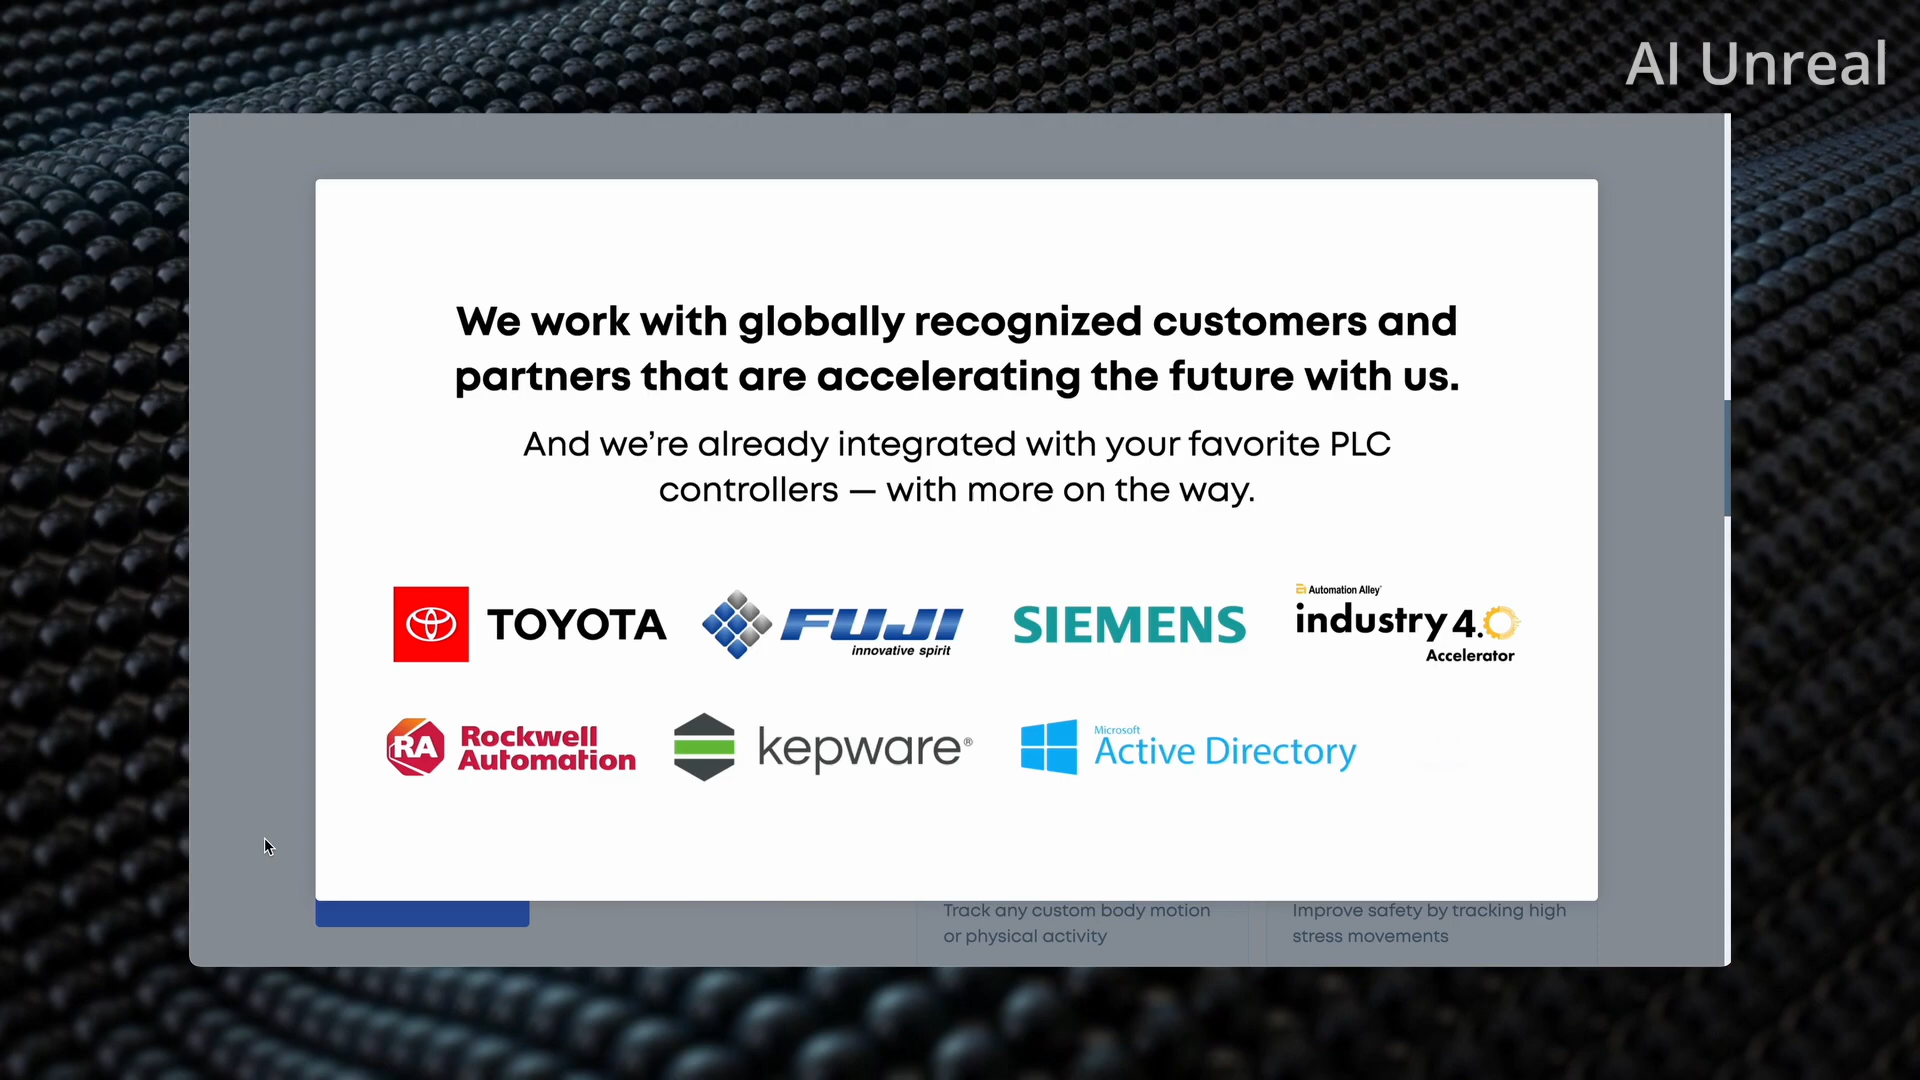 AI Unreal
We work with globally recognized customers and
partners that are accelerating the future with us.
And we’re already integrated with your favorite PLC
controllers — with more on the way.
TOYOTA
FUJI
innovative spirit
SIEMENS
Automation Alley
industry 4.0
Accelerator
RA
Rockwell
Automation
kepware®
Microsoft
Active Directory
Track any custom body motion
or physical activity
Improve safety by tracking high
stress movements